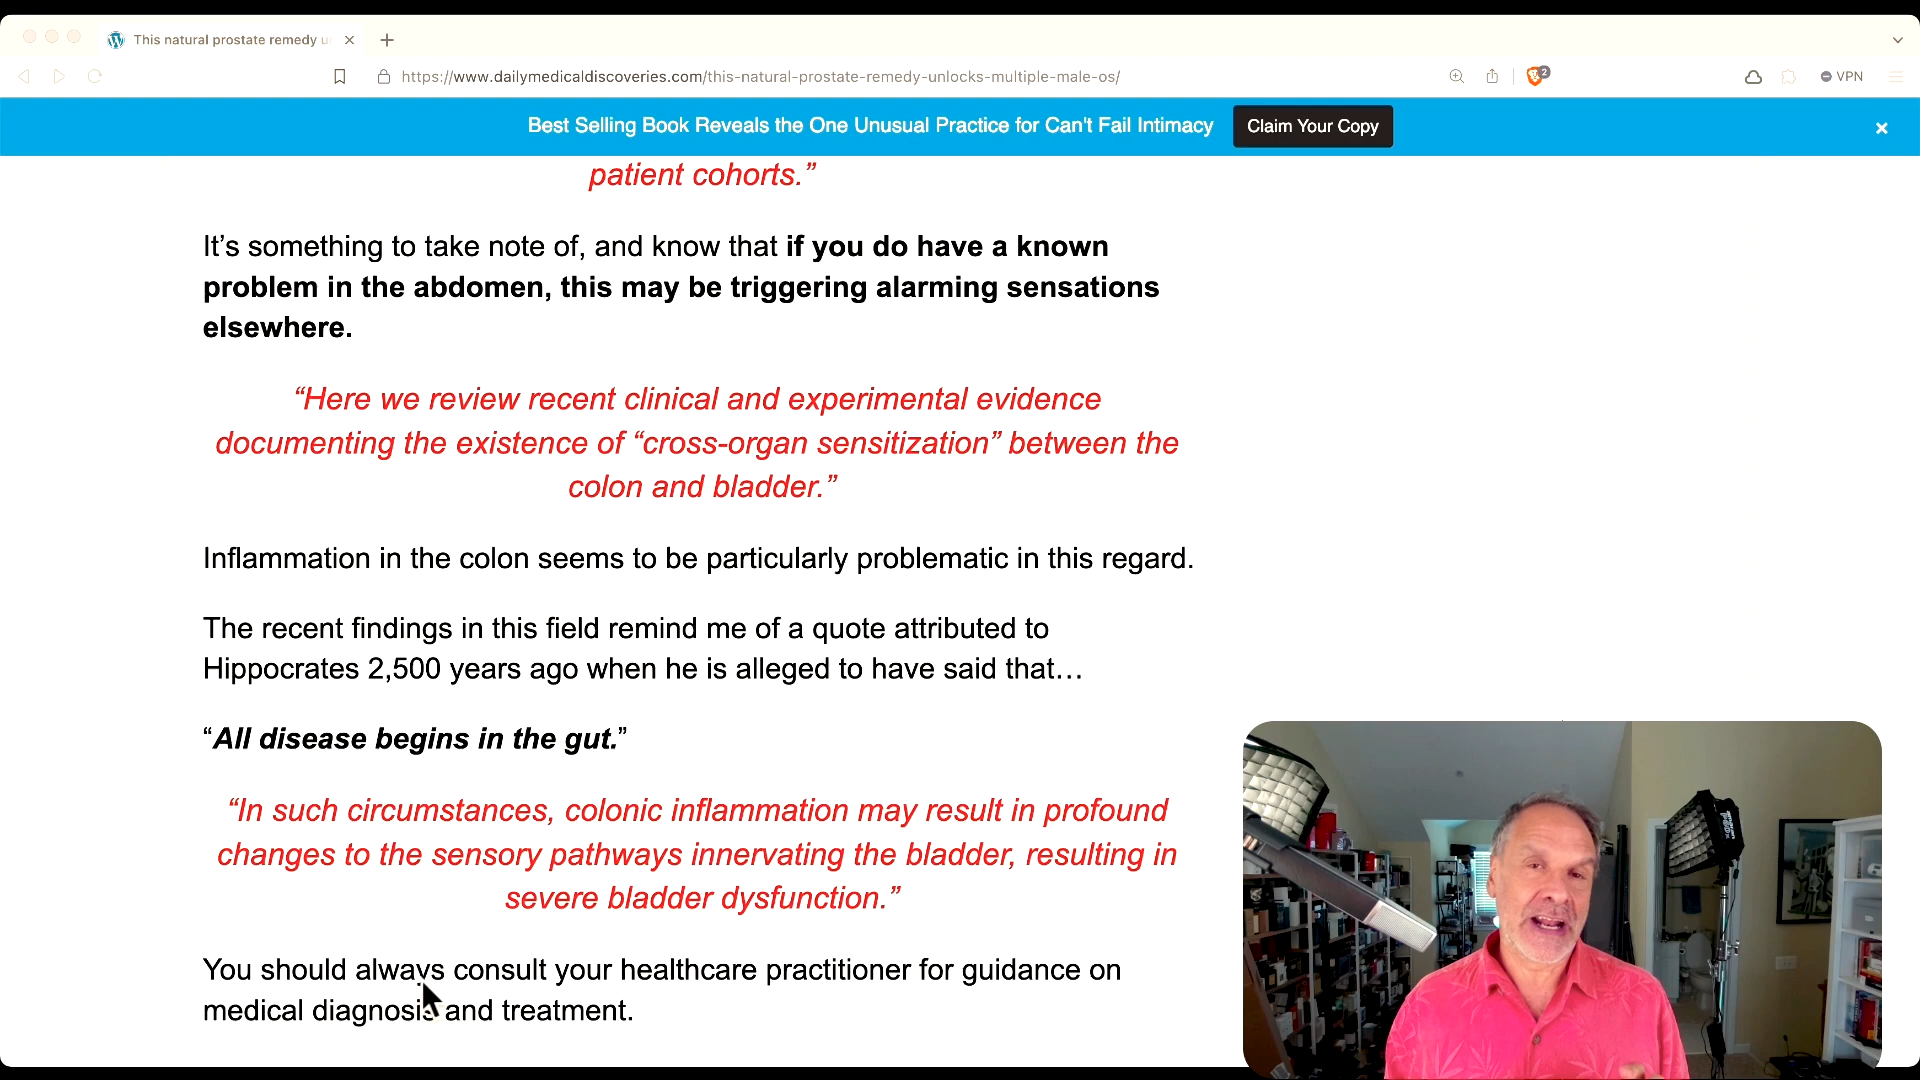 This natural prostate remedy u
https://www.dailymedicaldiscoveries.com/this-natural-prostate-remedy-unlocks-multiple-male-os/
2
VPN
Best Selling Book Reveals the One Unusual Practice for Can't Fail Intimacy
Claim Your Copy
patient cohorts.”
It’s something to take note of, and know that if you do have a known
problem in the abdomen, this may be triggering alarming sensations
elsewhere.
“Here we review recent clinical and experimental evidence
documenting the existence of “cross-organ sensitization” between the
colon and bladder.”
Inflammation in the colon seems to be particularly problematic in this regard.
The recent findings in this field remind me of a quote attributed to
Hippocrates 2,500 years ago when he is alleged to have said that…
“All disease begins in the gut.”
“In such circumstances, colonic inflammation may result in profound
changes to the sensory pathways innervating the bladder, resulting in
severe bladder dysfunction.”
You should always consult your healthcare practitioner for guidance on
medical diagnosis and treatment.